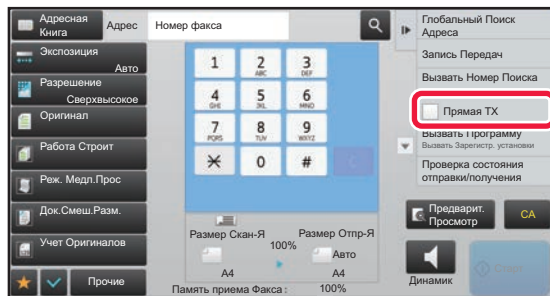 Адресная
Книга
Адрес
Номер факса
Экспозиция
Авто
Разрешение
Сверхвысокое
Оригинал
Работа Строит
Реж. Медл.Прос
Док.Смеш.Разм.
Учет Оригиналов
Прочие
1
2
ABC
3
DEF
4
GHI
5
JKL
6
MNO
7
PQRS
8
TUV
9
WXYZ
0
#
C
Размер Скан-Я
100%
Размер Отпр-Я
Авто
A4
A4
Память приема Факса :
100%
Глобальный Поиск
Адреса
Запись Передач
Вызвать Номер Поиска
Прямая TX
Вызвать Программу
Вызвать Зарегистр. установки
Проверка состояния
отправки/получения
Предварит.
Просмотр
CA
Динамик
Старт